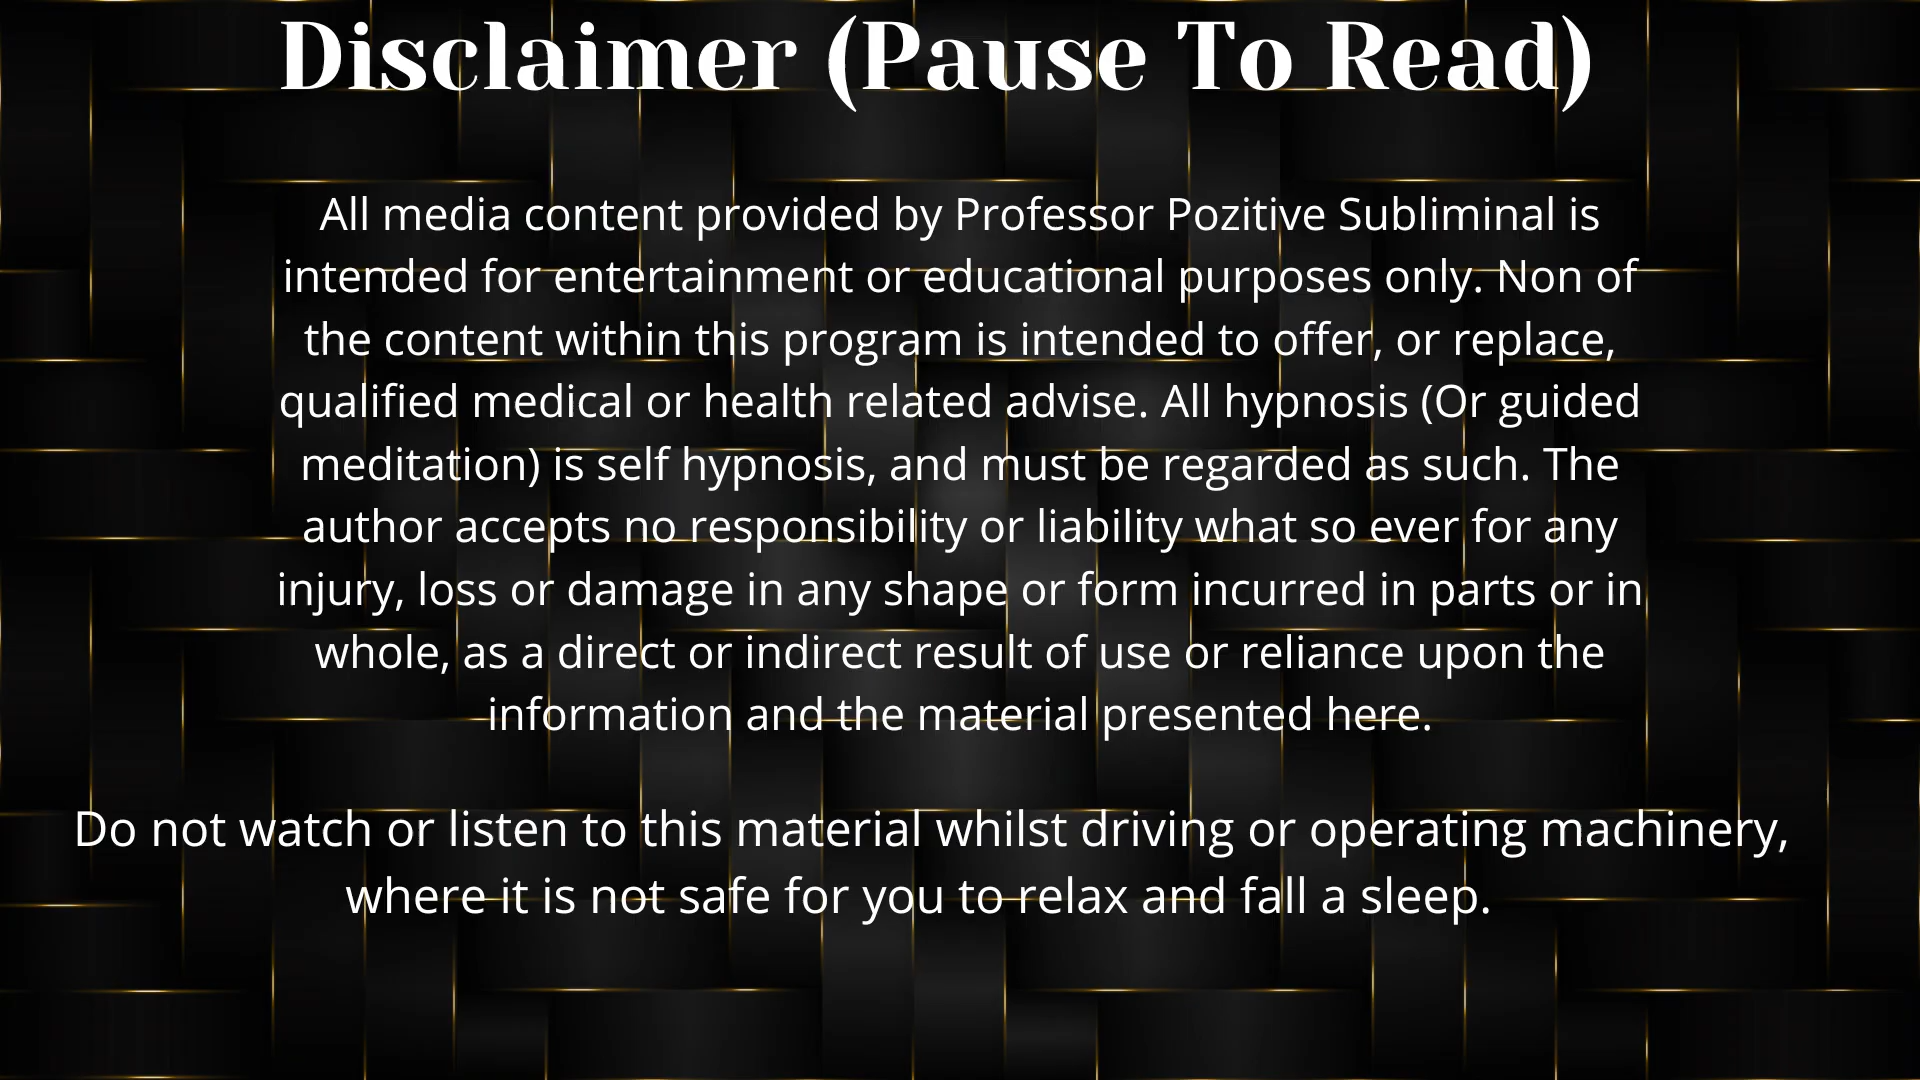 Disclaimer (Pause To Read)
All media content provided by Professor Pozitive Subliminal is
intended for entertainment or educational purposes only. Non of
the content within this program is intended to offer, or replace,
qualified medical or health related advise. All hypnosis (Or guided
meditation) is self hypnosis, and must be regarded as such. The
author accepts no responsibility or liability what so ever for any
injury, loss or damage in any shape or form incurred in parts or in
whole, as a direct or indirect result of use or reliance upon the
information and the material presented here.
Do not watch or listen to this material whilst driving or operating machinery,
where it is not safe for you to relax and fall a sleep.